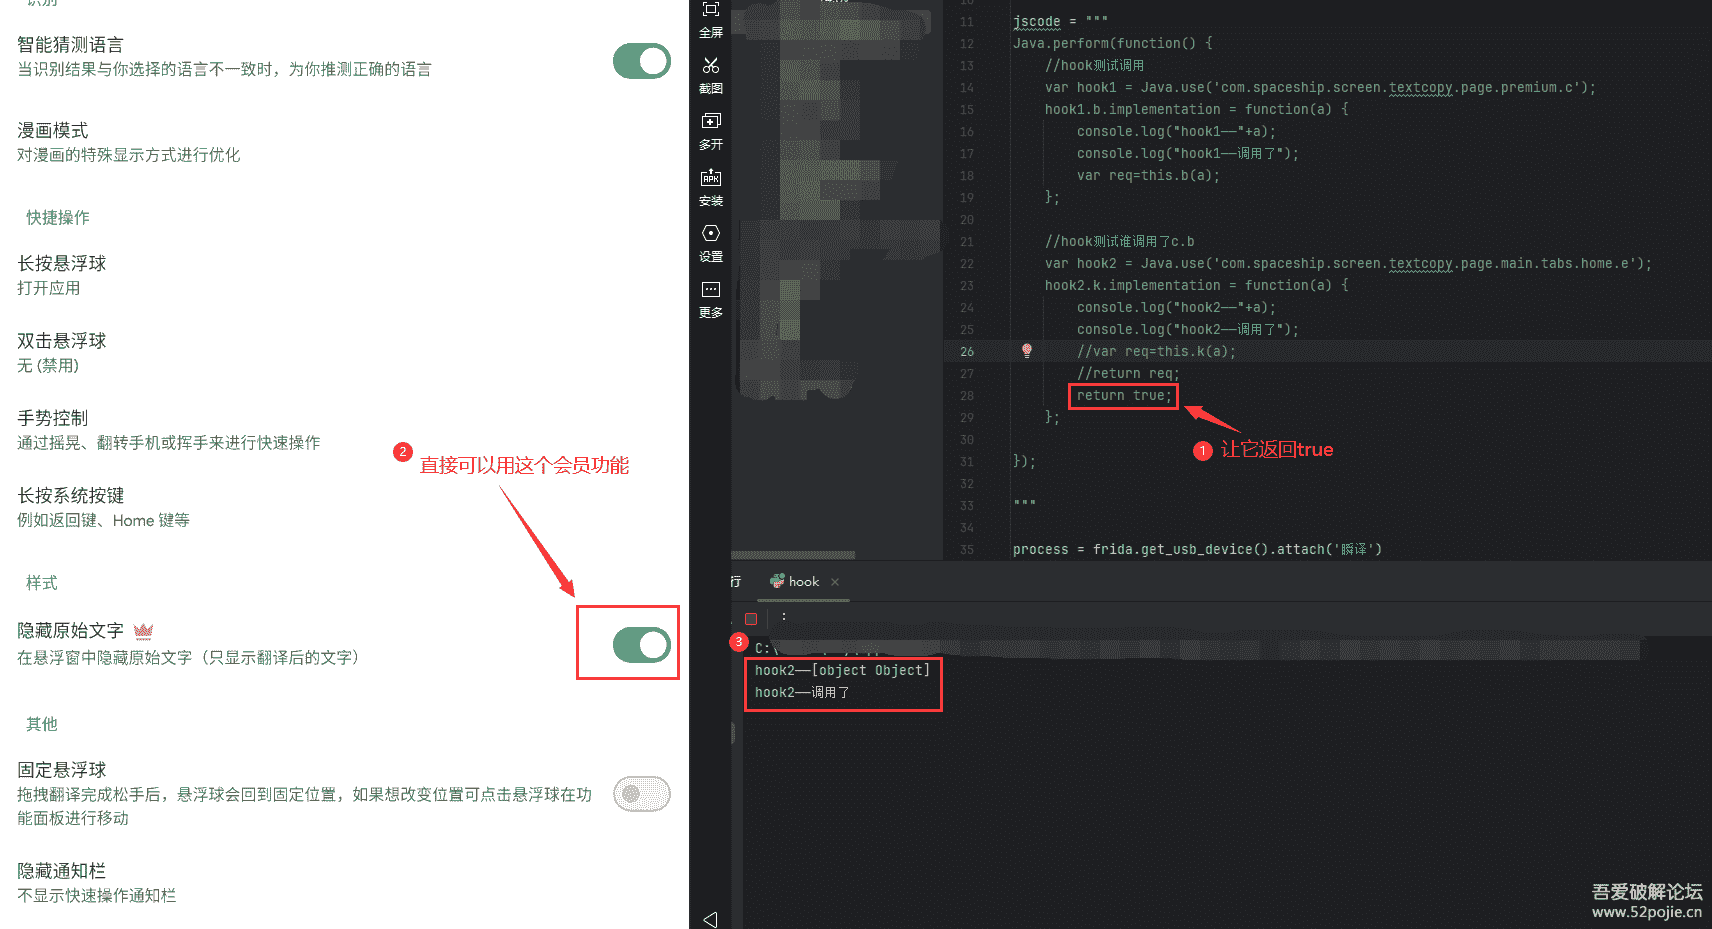 识别
智能猜测语言
当识别结果与你选择的语言不一致时，为你推测正确的语言
漫画模式
对漫画的特殊显示方式进行优化
快捷操作
长按悬浮球
打开应用
双击悬浮球
无 (禁用)
手势控制
通过摇晃、翻转手机或挥手来进行快速操作
2 直接可以用这个会员功能
长按系统按键
例如返回键、Home 键等
样式
隐藏原始文字
在悬浮窗中隐藏原始文字（只显示翻译后的文字）
其他
固定悬浮球
拖拽翻译完成松手后，悬浮球会回到固定位置，如果想改变位置可点击悬浮球在功
能面板进行移动
隐藏通知栏
不显示快速操作通知栏
全屏
截图
多开
APK
安装
设置
更多
10
11 jscode = """
12 Java.perform(function() {
13 //hook测试调用
14 var hook1 = Java.use('com.spaceship.screen.textcopy.page.premium.c');
15 hook1.b.implementation = function(a) {
16 console.log("hook1——"+a);
17 console.log("hook1——调用了");
18 var req=this.b(a);
19 };
20
21 //hook测试谁调用了c.b
22 var hook2 = Java.use('com.spaceship.screen.textcopy.page.main.tabs.home.e');
23 hook2.k.implementation = function(a) {
24 console.log("hook2——"+a);
25 console.log("hook2——调用了");
26 //var req=this.k(a);
27 //return req;
28 return true;
29 };
1 让它返回true
30
31 });
32
33 """
34
35 process = frida.get_usb_device().attach('瞬译')
行 hook
3
C:\
hook2——[object Object]
hook2——调用了
吾爱破解论坛
www.52pojie.cn